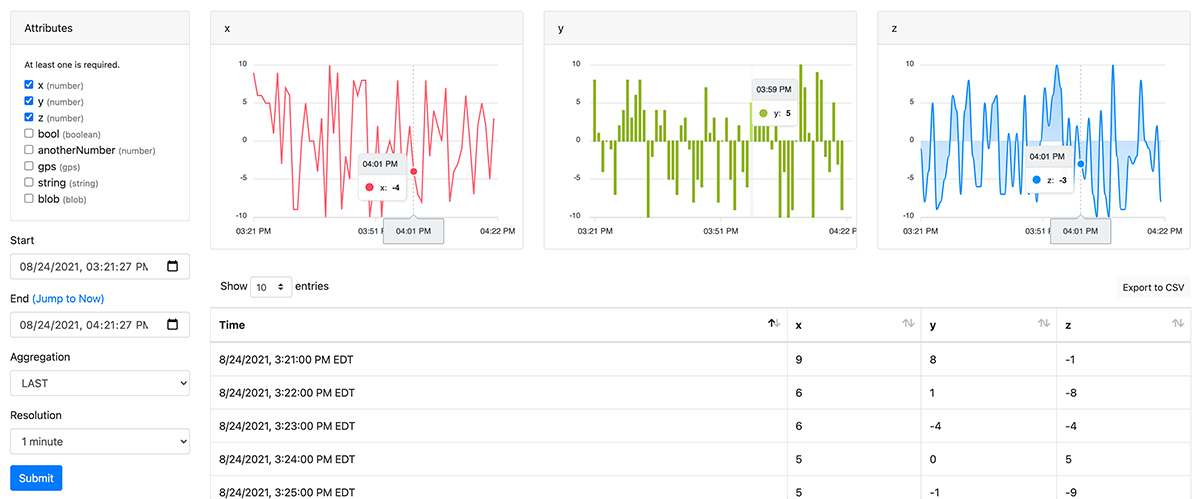 Attributes
At least one is required.
x (number)
y (number)
z (number)
bool (boolean)
anotherNumber (number)
gps (gps)
string (string)
blob (blob)
Start
08/24/2021, 03:21:27 PM
End (Jump to Now)
08/24/2021, 04:21:27 PM
Aggregation
LAST
Resolution
1 minute
Submit
x
10
5
0
-5
-10
04:01 PM
x: -4
03:21 PM 03:51 04:01 PM 04:22 PM
y
10
5
0
-5
-10
03:59 PM
y: 5
03:21 PM 03:51 PM 04:22 P
z
10
5
0
-5
-10
04:01 PM
z: -3
03:21 PM 03:51 04:01 PM 04:22 PM
Show 10 entries
Export to CSV
Time x y z
8/24/2021, 3:21:00 PM EDT 9 8 -1
8/24/2021, 3:22:00 PM EDT 6 1 -8
8/24/2021, 3:23:00 PM EDT 6 -4 -4
8/24/2021, 3:24:00 PM EDT 5 0 5
8/24/2021, 3:25:00 PM EDT 5 -1 -9